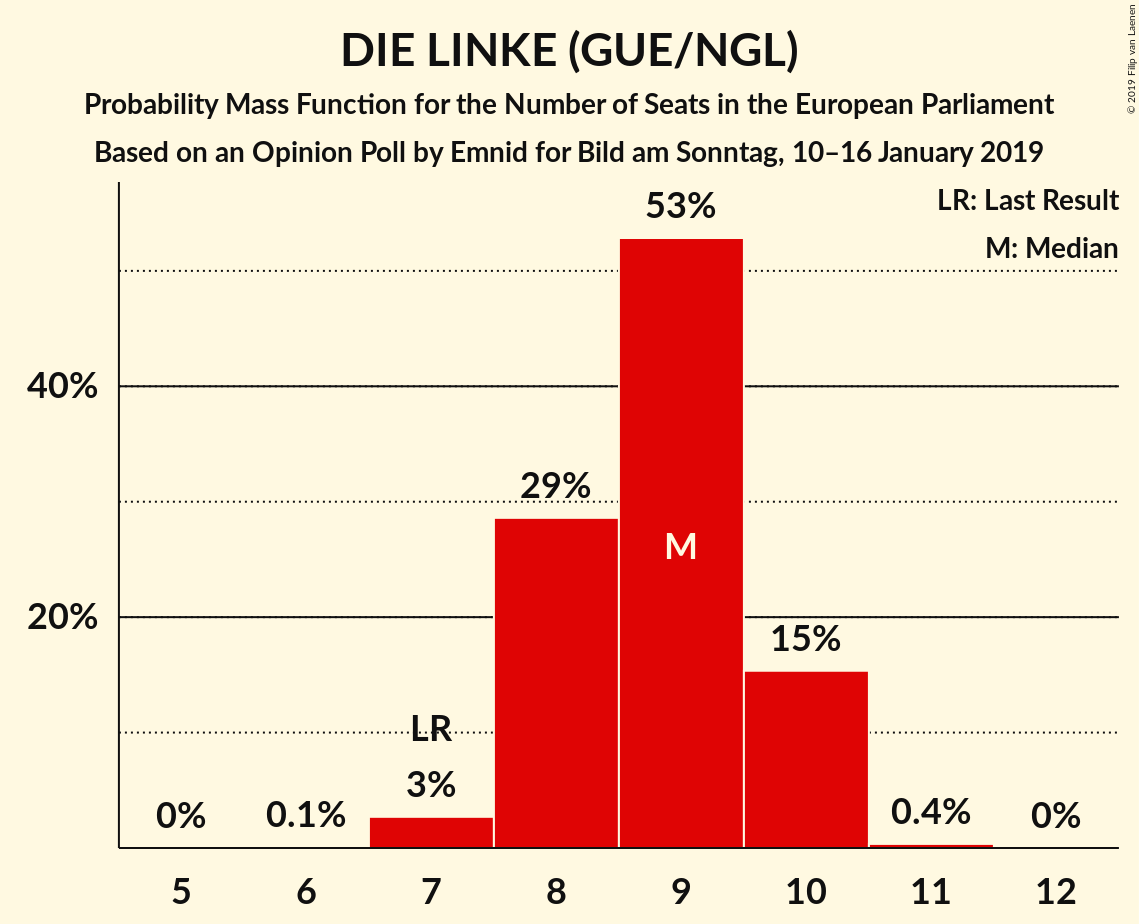 DIE LINKE (GUE/NGL)
Probability Mass Function for the Number of Seats in the European Parliament
Based on an Opinion Poll by Emnid for Bild am Sonntag, 10–16 January 2019
© 2019 Filip van Laenen
LR: Last Result
M: Median
53%
40%
29%
M
20%
15%
LR
3%
0%
0.1%
0.4%
0%
5 6 7 8 9 10 11 12